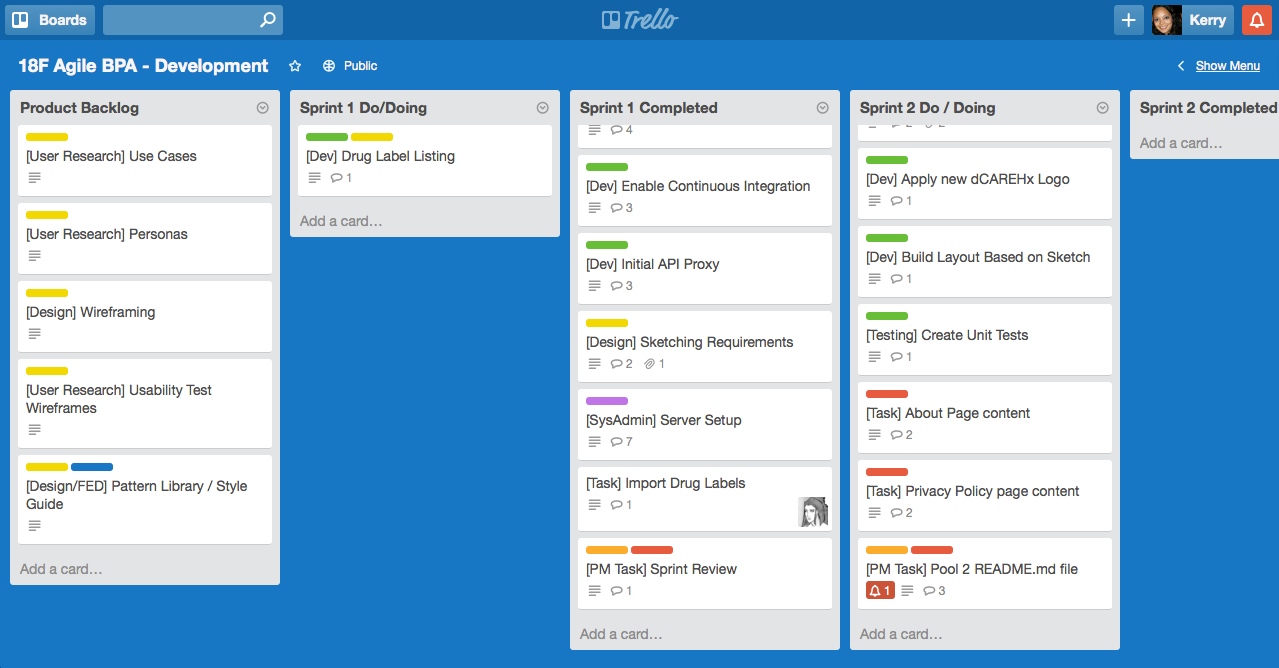 Boards
Trello
Kerry
18F Agile BPA - Development
Public
Show Menu
Product Backlog
[User Research] Use Cases
[User Research] Personas
[Design] Wireframing
[User Research] Usability Test
Wireframes
[Design/FED] Pattern Library / Style
Guide
Add a card…
Sprint 1 Do/Doing
[Dev] Drug Label Listing
1
Add a card…
Sprint 1 Completed
4
[Dev] Enable Continuous Integration
3
[Dev] Initial API Proxy
3
[Design] Sketching Requirements
2 1
[SysAdmin] Server Setup
7
[Task] Import Drug Labels
1
[PM Task] Sprint Review
1
Add a card…
Sprint 2 Do / Doing
[Dev] Apply new dCAREHx Logo
1
[Dev] Build Layout Based on Sketch
1
[Testing] Create Unit Tests
1
[Task] About Page content
2
[Task] Privacy Policy page content
2
[PM Task] Pool 2 README.md file
1 3
Add a card…
Sprint 2 Completed
Add a card…